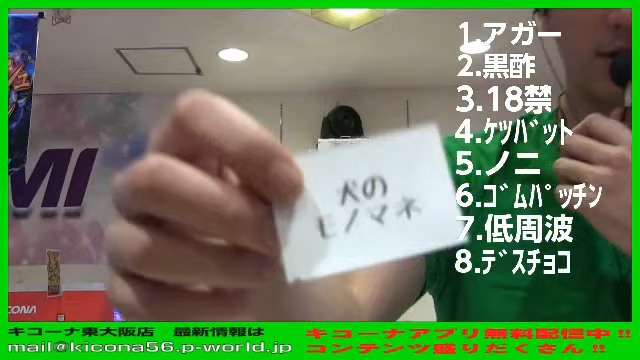 1.アガー
2.黒酢
3.18禁
4.ｹﾂﾊﾞｯﾄ
5.ノニ
6.ｺﾞﾑﾊﾟｯﾁﾝ
7.低周波
8.ﾃﾞｽﾁｮｺ
犬の
モノマネ
MI
CONA
キコーナ東大阪店　最新情報は
mail@kicona56.p-world.jp
キコーナアプリ無料配信中!!
コンテンツ盛りだくさん!!